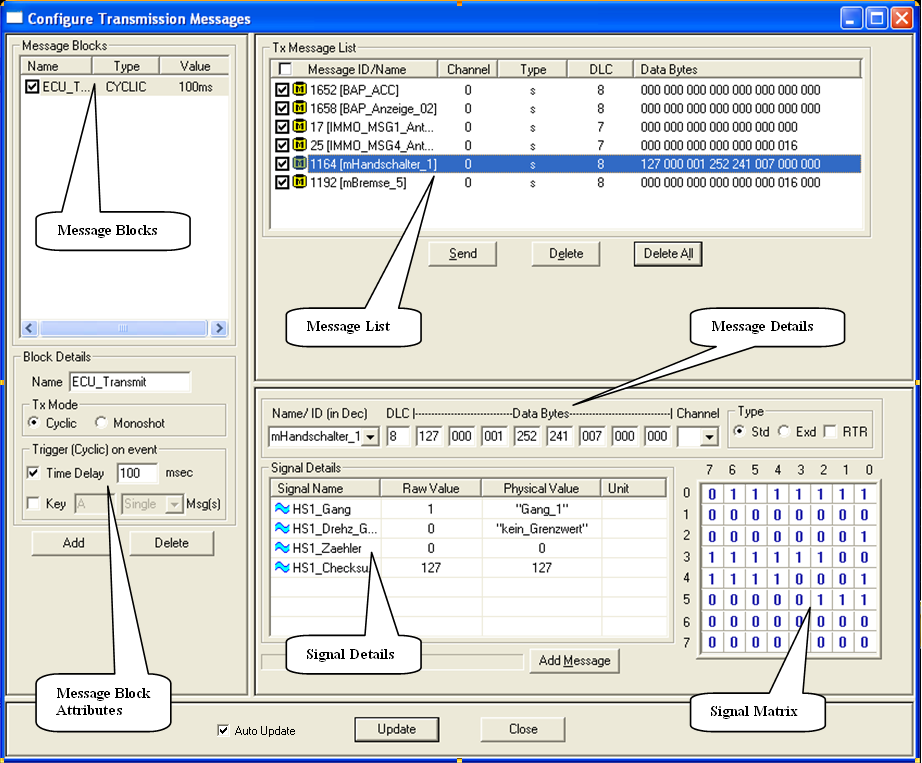 Configure Transmission Messages
Message Blocks
Name Type Value
ECU_T... CYCLIC 100ms
Message Blocks
Block Details
Name ECU_Transmit
Tx Mode
Cyclic Monoshot
Trigger (Cyclic) on event
Time Delay 100 msec
Key A Single Msg(s)
Add Delete
Message Block
Attributes
Tx Message List
Message ID/Name Channel Type DLC Data Bytes
1652 [BAP_ACC] 0 s 8 000 000 000 000 000 000 000 000
1658 [BAP_Anzeige_02] 0 s 8 000 000 000 000 000 000 000 000
17 [IMMO_MSG1_Ant... 0 s 7 000 000 000 000 000 000 000
25 [IMMO_MSG4_Ant... 0 s 7 000 000 000 000 000 000 016
1164 [mHandschalter_1] 0 s 8 127 000 001 252 241 007 000 000
1192 [mBremse_5] 0 s 8 000 000 000 000 000 000 016 000
Send Delete Delete All
Message List
Message Details
Name/ ID (in Dec) DLC |---------------------Data Bytes---------------------| Channel
mHandschalter_1 8 127 000 001 252 241 007 000 000
Type
Std Exd RTR
Signal Details
Signal Name Raw Value Physical Value Unit
HS1_Gang 1 "Gang_1"
HS1_Drehz_G... 0 "kein_Grenzwert"
HS1_Zaehler 0 0
HS1_Checksu... 127 127
Signal Details
Add Message
7 6 5 4 3 2 1 0
0 0 1 1 1 1 1 1 1
1 0 0 0 0 0 0 0 0
2 0 0 0 0 0 0 0 1
3 1 1 1 1 1 1 0 0
4 1 1 1 1 0 0 0 1
5 0 0 0 0 0 1 1 1
6 0 0 0 0 0 0 0 0
7 0 0 0 0 0 0 0 0
Signal Matrix
Auto Update Update Close